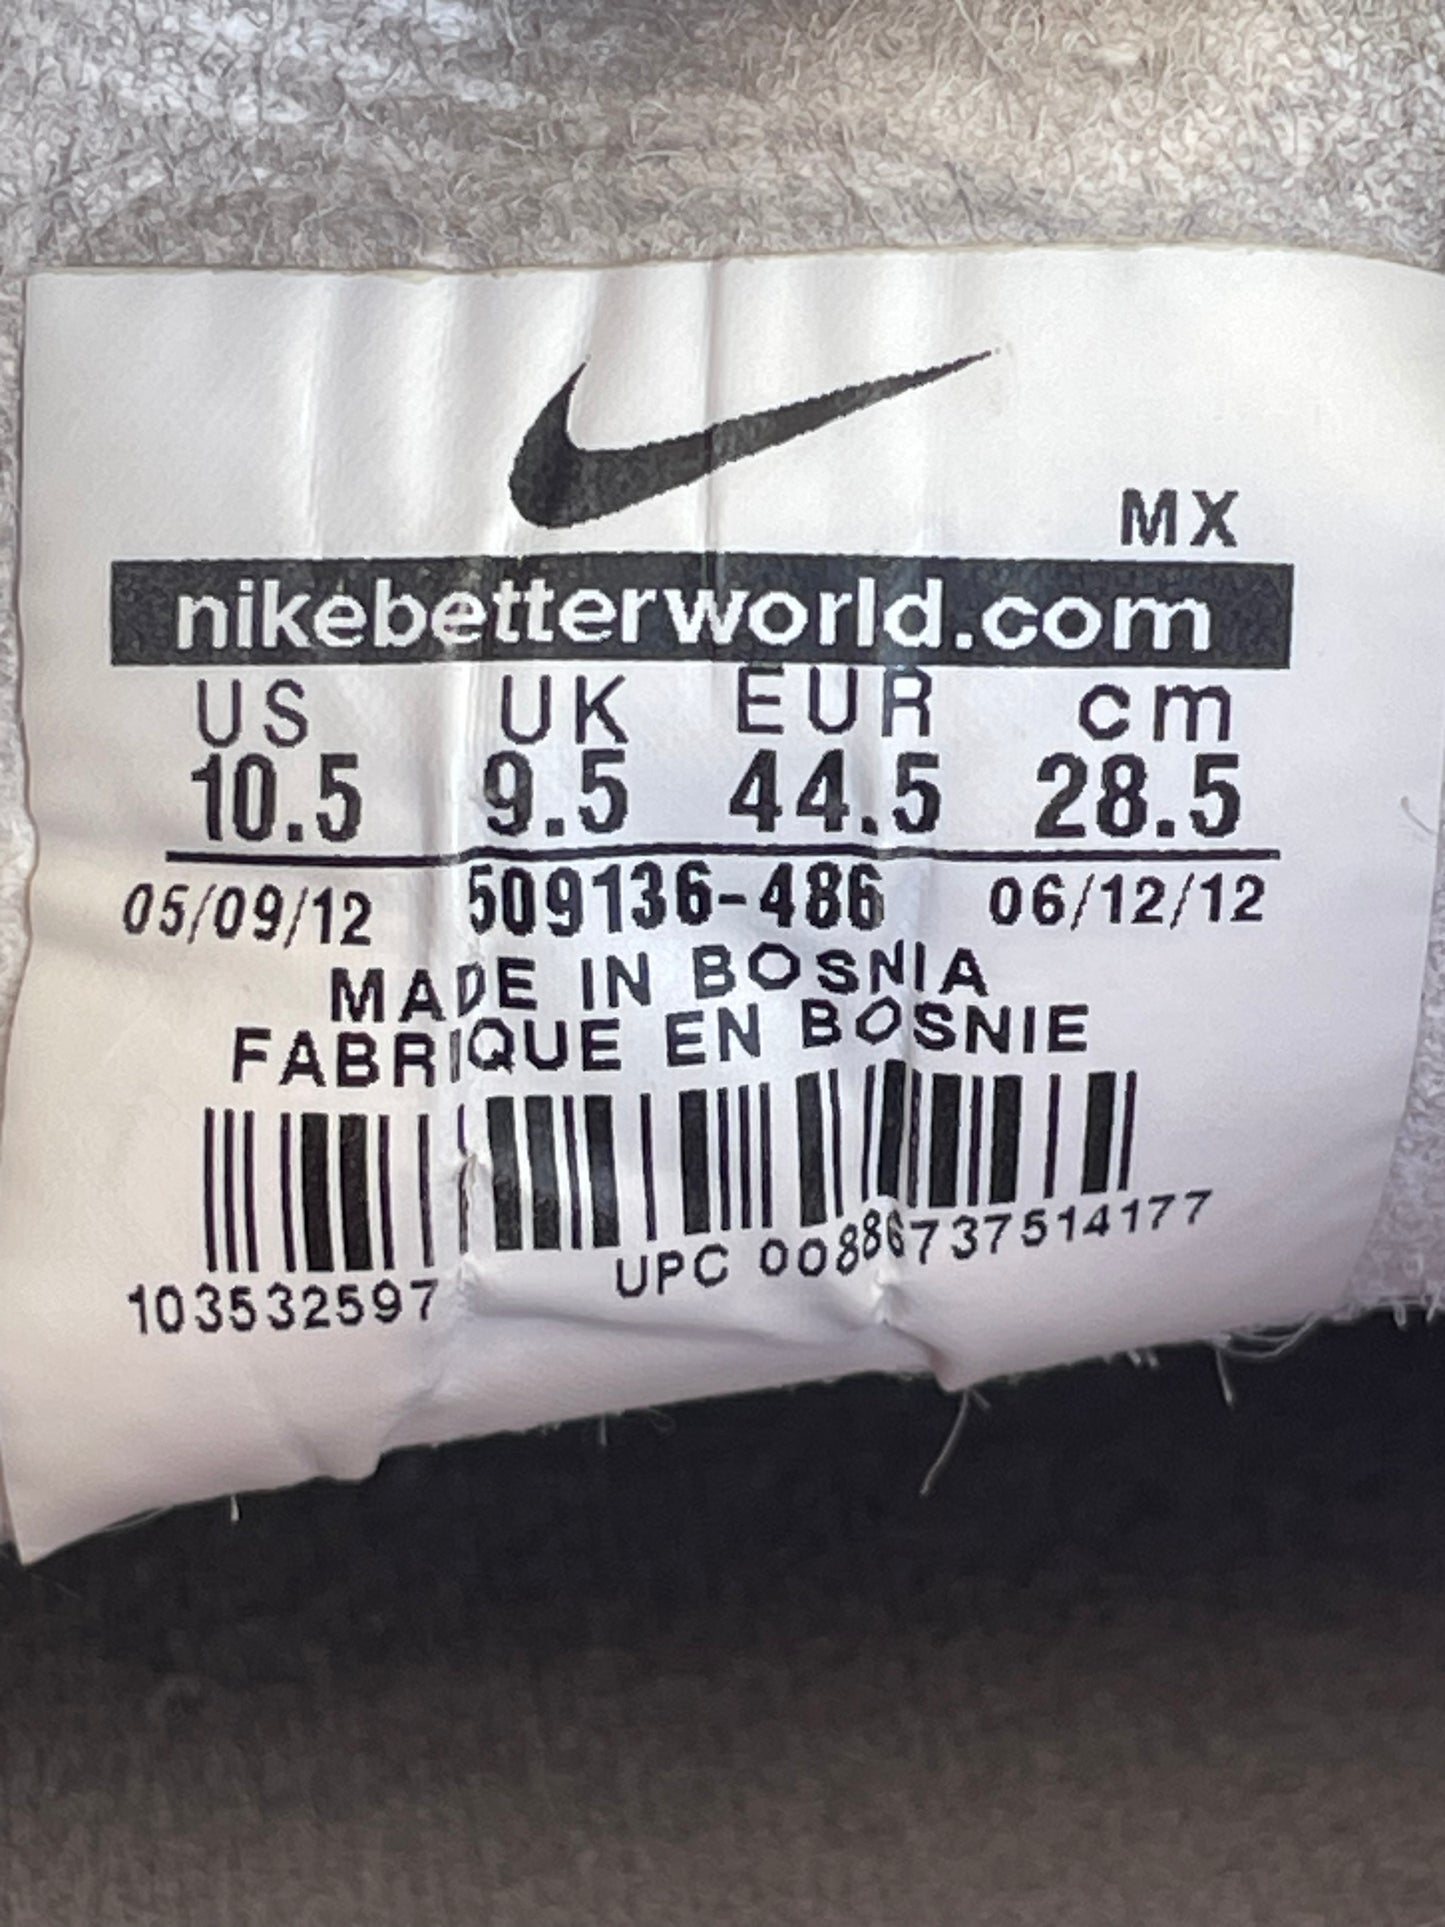 MX
nikebetterworld.com
US UK EUR cm
10.5 9.5 44.5 28.5
05/09/12 509136-486 06/12/12
MADE IN BOSNIA
FABRIQUE EN BOSNIE
UPC 00886737514177
103532597